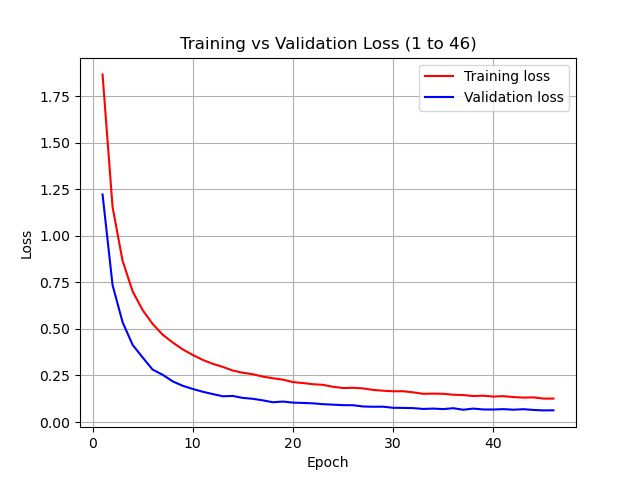 Training vs Validation Loss (1 to 46)
Training loss
Validation loss
1.75
1.50
1.25
1.00
0.75
0.50
0.25
0.00
Loss
0
10
20
30
40
Epoch